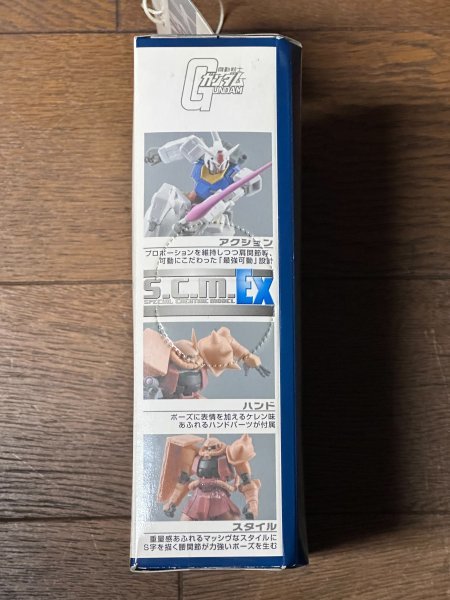 機動戦士
ガンダム
GUNDAM
アクション
プロポーションを維持しつつ肩関節等、
可動にこだわった「最強可動」設計
S.C.M.Ex
SPECIAL CREATIVE MODEL
ハンド
ポーズに表情を加えるケレン味
あふれるハンドパーツが付属
スタイル
重量感あふれるマッシヴなスタイルに
S字を描く腰関節が力強いポーズを生む